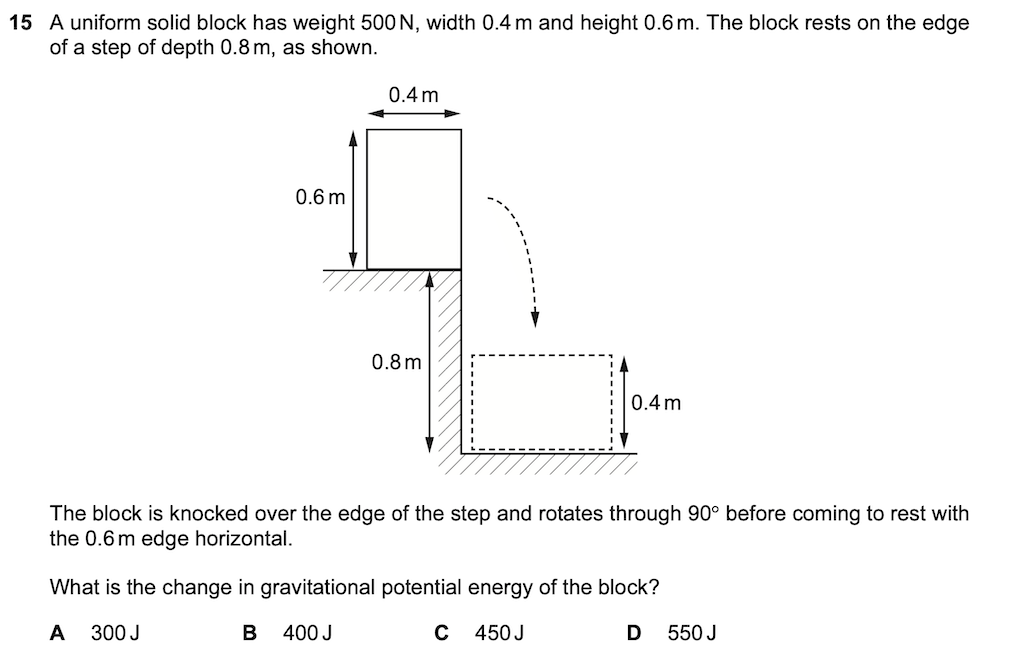 15 A uniform solid block has weight 500 N, width 0.4 m and height 0.6 m. The block rests on the edge
of a step of depth 0.8 m, as shown.
0.4 m
0.6 m
0.8 m
0.4 m
The block is knocked over the edge of the step and rotates through 90° before coming to rest with
the 0.6 m edge horizontal.
What is the change in gravitational potential energy of the block?
A 300 J B 400 J C 450 J D 550 J